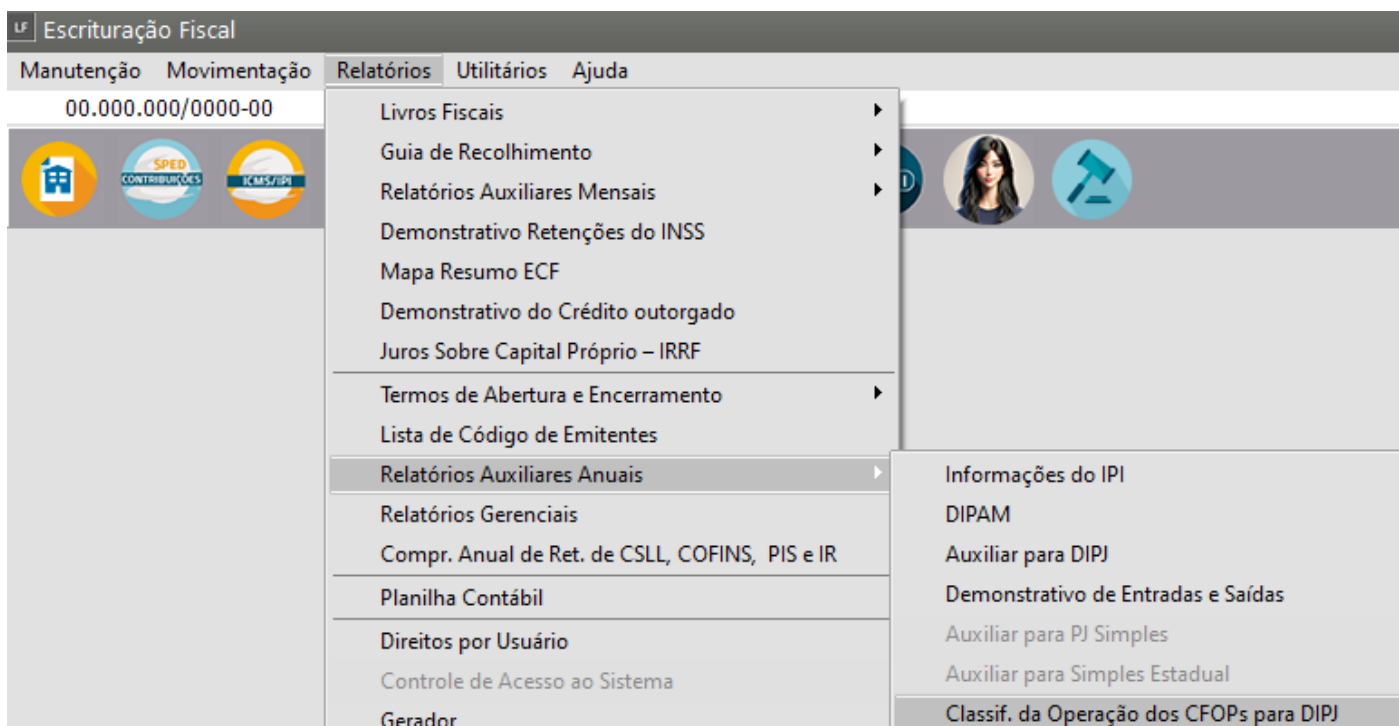 LF Escrituração Fiscal
Manutenção Movimentação Relatórios Utilitários Ajuda
00.000.000/0000-00
SPED
CONTRIBUIÇÕES
ICMS/IPI
Livros Fiscais
Guia de Recolhimento
Relatórios Auxiliares Mensais
Demonstrativo Retenções do INSS
Mapa Resumo ECF
Demonstrativo do Crédito outorgado
Juros Sobre Capital Próprio – IRRF
Termos de Abertura e Encerramento
Lista de Código de Emitentes
Relatórios Auxiliares Anuais
Relatórios Gerenciais
Compr. Anual de Ret. de CSLL, COFINS, PIS e IR
Planilha Contábil
Direitos por Usuário
Controle de Acesso ao Sistema
Gerador
Informações do IPI
DIPAM
Auxiliar para DIPJ
Demonstrativo de Entradas e Saídas
Auxiliar para PJ Simples
Auxiliar para Simples Estadual
Classif. da Operação dos CFOPs para DIPJ